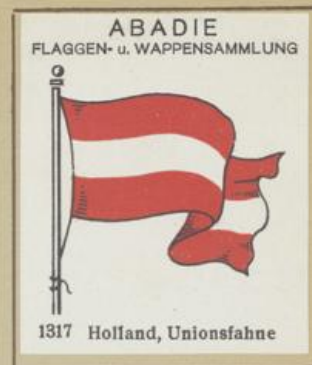 ABADIE
FLAGGEN- u. WAPPENSAMMLUNG
1317 Holland, Unionsfahne